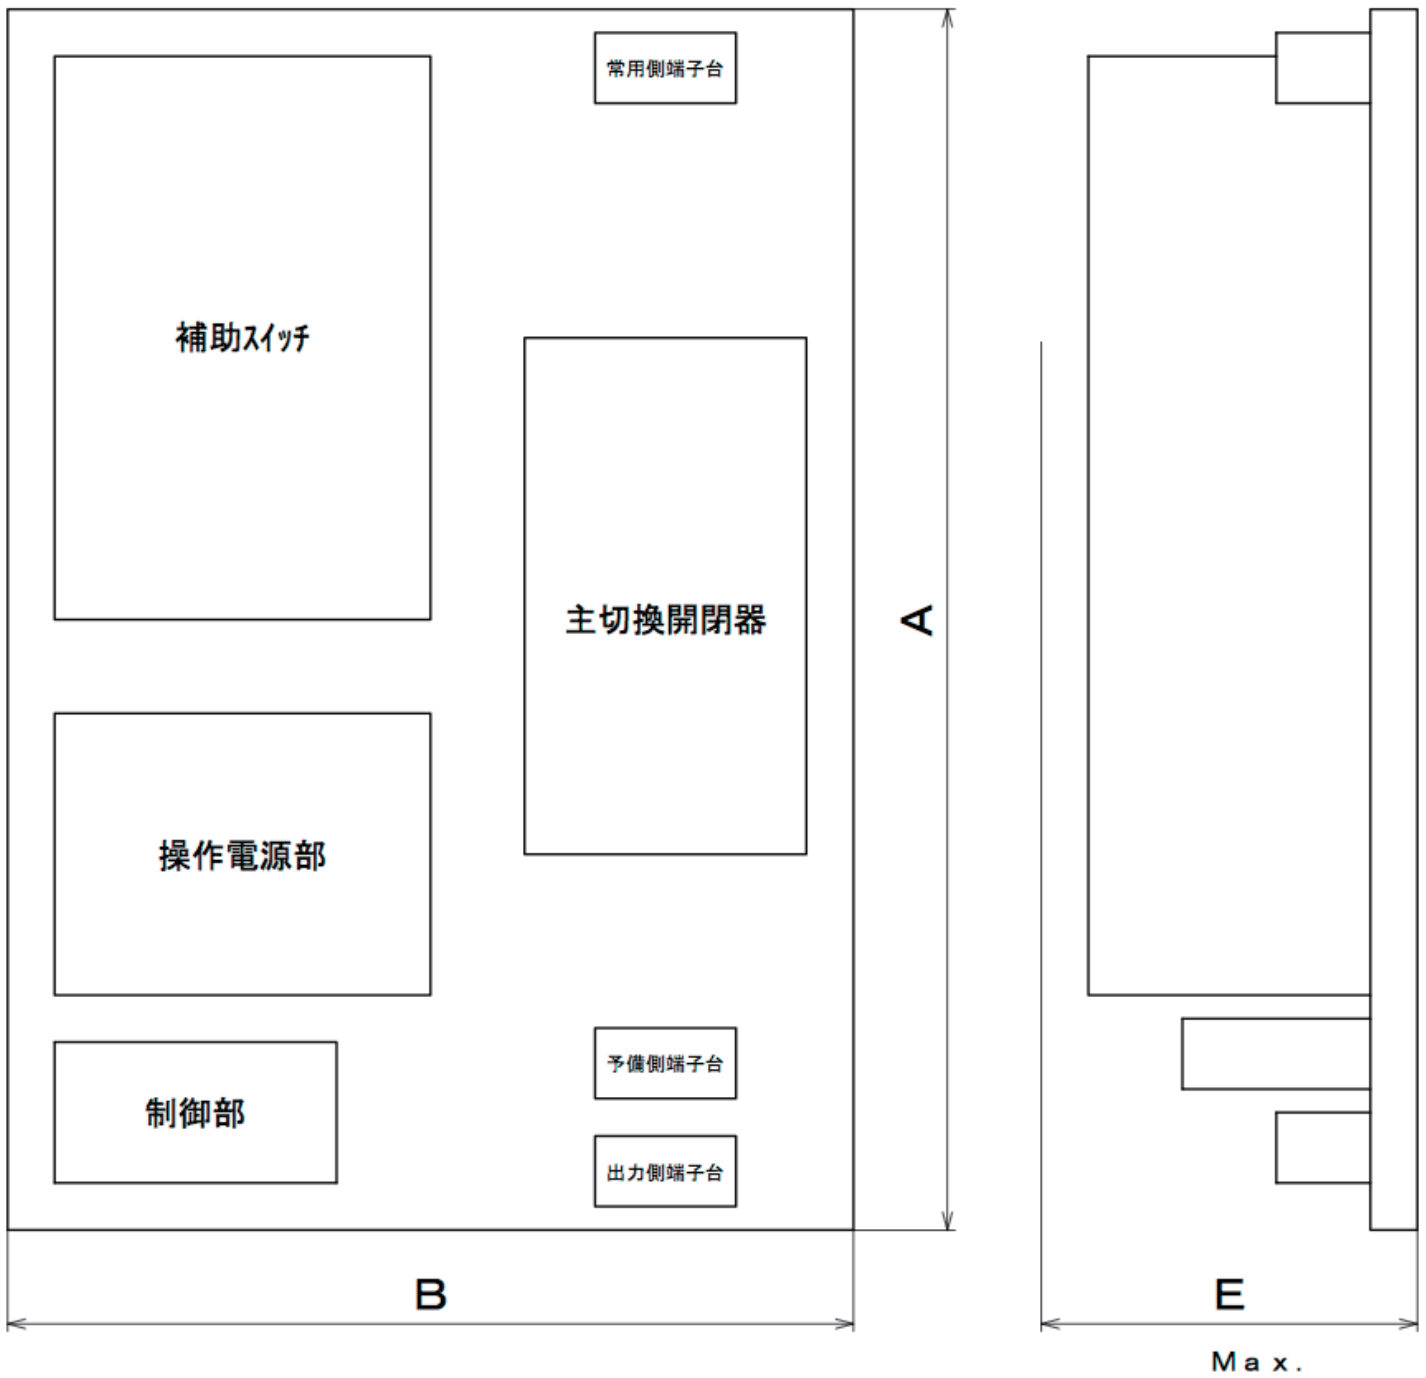 常用側端子台
補助ｽｲｯﾁ
主切換開閉器
A
操作電源部
予備側端子台
制御部
出力側端子台
B
E
Max.